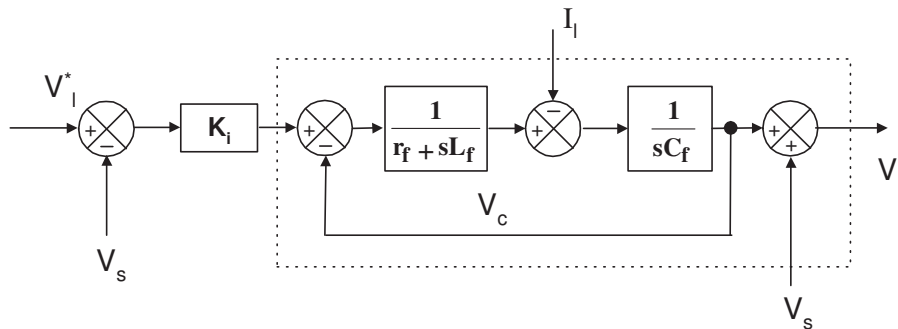 I_l
V*_l
+
−
K_i
+
−
1
r_f + sL_f
−
+
1
sC_f
+
+
V
V_c
V_s
V_s